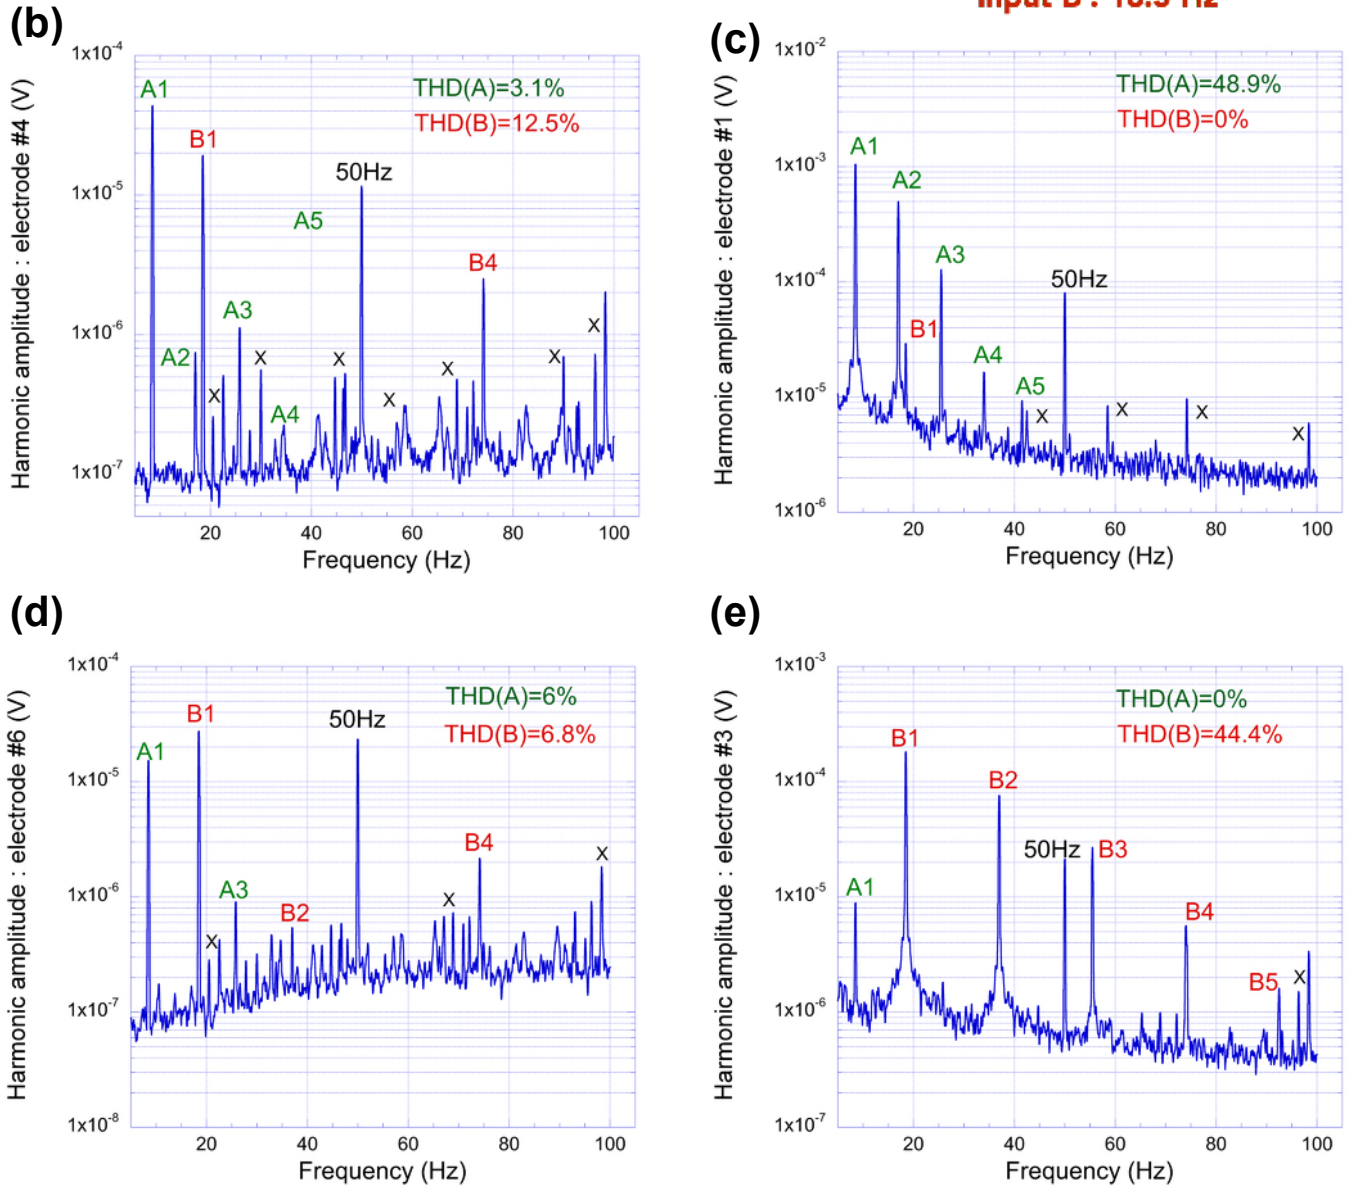 Input B : 18.5 Hz
(b)
1x10-4
1x10-5
1x10-6
1x10-7
Harmonic amplitude : electrode #4 (V)
THD(A)=3.1%
THD(B)=12.5%
A1
B1
50Hz
A5
B4
A3
A2
X
X
X
X
X
X
X
A4
20
40
60
80
100
Frequency (Hz)
(c)
1x10-2
1x10-3
1x10-4
1x10-5
1x10-6
Harmonic amplitude : electrode #1 (V)
THD(A)=48.9%
THD(B)=0%
A1
A2
A3
50Hz
B1
A4
A5
X
X
X
X
20
40
60
80
100
Frequency (Hz)
(d)
1x10-4
1x10-5
1x10-6
1x10-7
1x10-8
Harmonic amplitude : electrode #6 (V)
THD(A)=6%
THD(B)=6.8%
B1
50Hz
A1
B4
X
A3
X
B2
X
20
40
60
80
100
Frequency (Hz)
(e)
1x10-3
1x10-4
1x10-5
1x10-6
1x10-7
Harmonic amplitude : electrode #3 (V)
THD(A)=0%
THD(B)=44.4%
B1
B2
50Hz
B3
A1
B4
B5
X
20
40
60
80
100
Frequency (Hz)